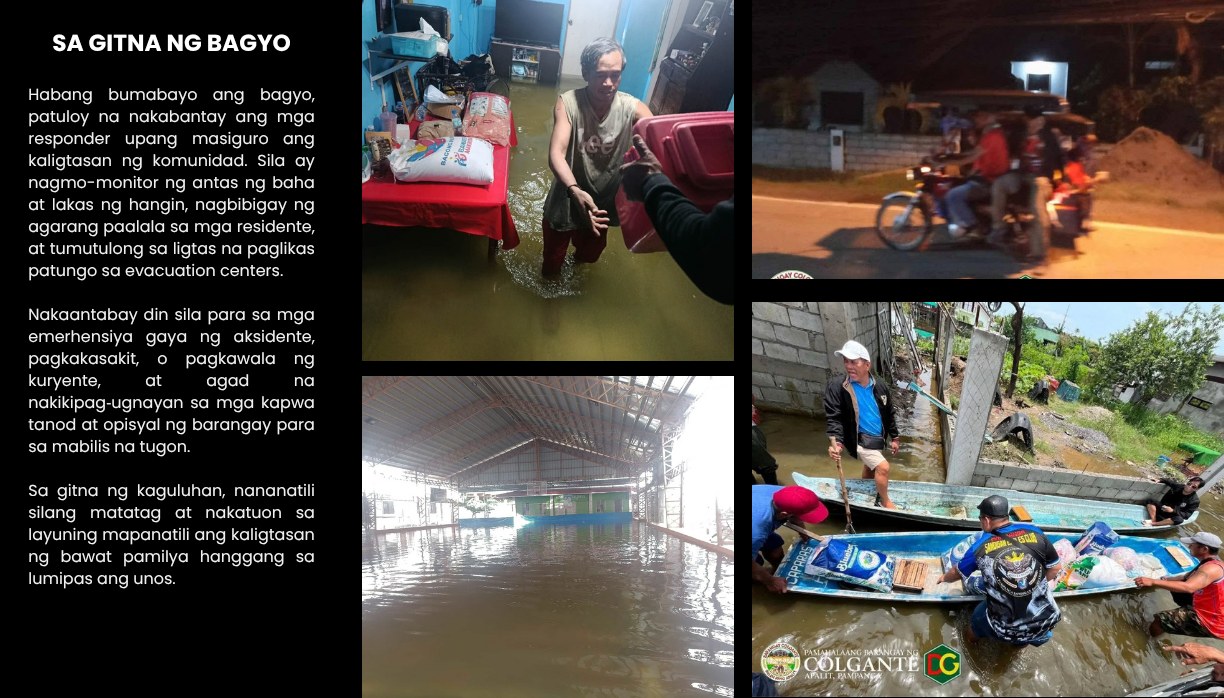 SA GITNA NG BAGYO
Habang bumabayo ang bagyo,
patuloy na nakabantay ang mga
responder upang masiguro ang
kaligtasan ng komunidad. Sila ay
nagmo-monitor ng antas ng baha
at lakas ng hangin, nagbibigay ng
agarang paalala sa mga residente,
at tumutulong sa ligtas na paglikas
patungo sa evacuation centers.
Nakaantabay din sila para sa mga
emerhensiya gaya ng aksidente,
pagkakasakit, o pagkawala ng
kuryente, at agad na
nakikipag-ugnayan sa mga kapwa
tanod at opisyal ng barangay para
sa mabilis na tugon.
Sa gitna ng kaguluhan, nananatili
silang matatag at nakatuon sa
layuning mapanatili ang kaligtasan
ng bawat pamilya hanggang sa
lumipas ang unos.
PAMAHALAANG BARANGAY NG
COLGANTE
APALIT, PAMPANGA
DG